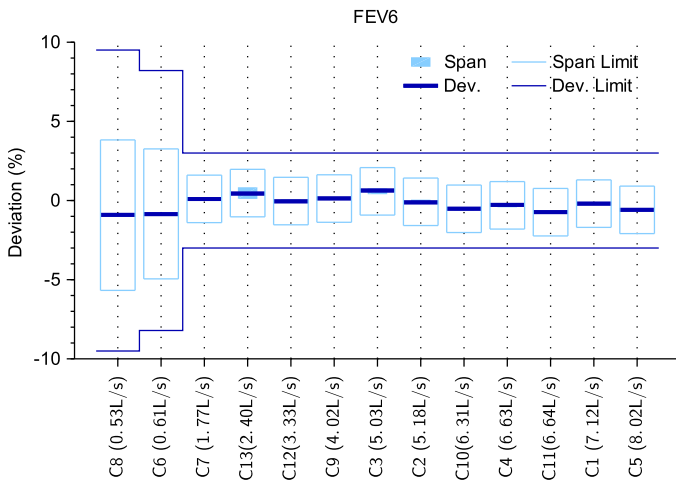 FEV6
Span
Span Limit
Dev.
Dev. Limit
Deviation (%)
10
5
0
-5
-10
C8 (0.53L/s)
C6 (0.61L/s)
C7 (1.77L/s)
C13(2.40L/s)
C12(3.33L/s)
C9 (4.02L/s)
C3 (5.03L/s)
C2 (5.18L/s)
C10(6.31L/s)
C4 (6.63L/s)
C11(6.64L/s)
C1 (7.12L/s)
C5 (8.02L/s)